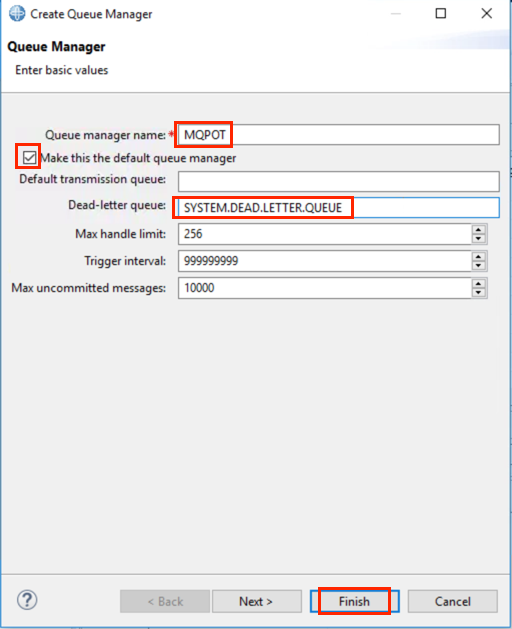 Create Queue Manager
Queue Manager
Enter basic values
Queue manager name:* MQPOT
Make this the default queue manager
Default transmission queue:
Dead-letter queue: SYSTEM.DEAD.LETTER.QUEUE
Max handle limit: 256
Trigger interval: 999999999
Max uncommitted messages: 10000
? < Back Next > Finish Cancel